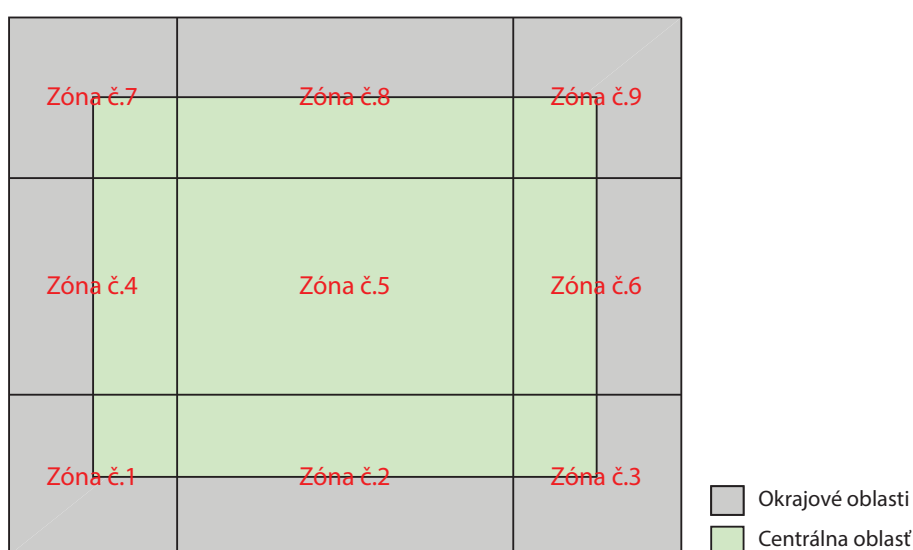 Zóna č.7
Zóna č.8
Zóna č.9
Zóna č.4
Zóna č.5
Zóna č.6
Zóna č.1
Zóna č.2
Zóna č.3
Okrajové oblasti
Centrálna oblasť